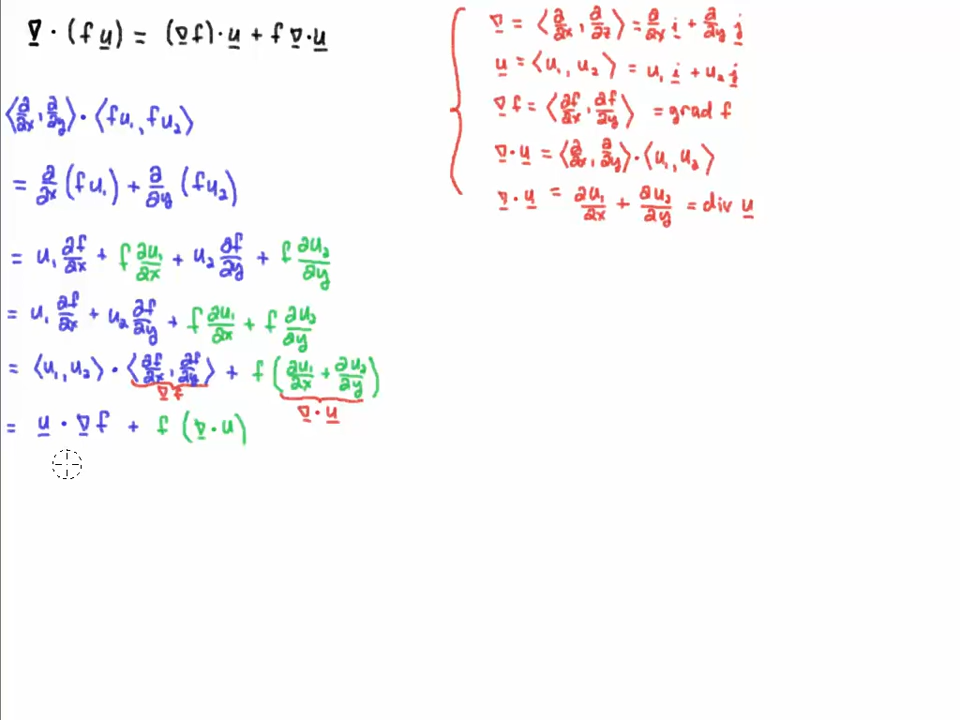 ∇ · (f u) = (∇f) · u + f ∇ · u
⟨∂/∂x, ∂/∂y⟩ · ⟨fu₁, fu₂⟩
= ∂/∂x (fu₁) + ∂/∂y (fu₂)
= u₁ ∂f/∂x + f ∂u₁/∂x + u₂ ∂f/∂y + f ∂u₂/∂y
= u₁ ∂f/∂x + u₂ ∂f/∂y + f ∂u₁/∂x + f ∂u₂/∂y
= ⟨u₁, u₂⟩ · ⟨∂f/∂x, ∂f/∂y⟩ + f (∂u₁/∂x + ∂u₂/∂y)
∇f ∇ · u
= u · ∇f + f (∇ · u)
∇ = ⟨∂/∂x, ∂/∂z⟩ = ∂/∂x i + ∂/∂y j
u = ⟨u₁, u₂⟩ = u₁ i + u₂ j
∇f = ⟨∂f/∂x, ∂f/∂y⟩ = grad f
∇ · u = ⟨∂/∂x, ∂/∂y⟩ · ⟨u₁, u₂⟩
∇ · u = ∂u₁/∂x + ∂u₂/∂y = div u